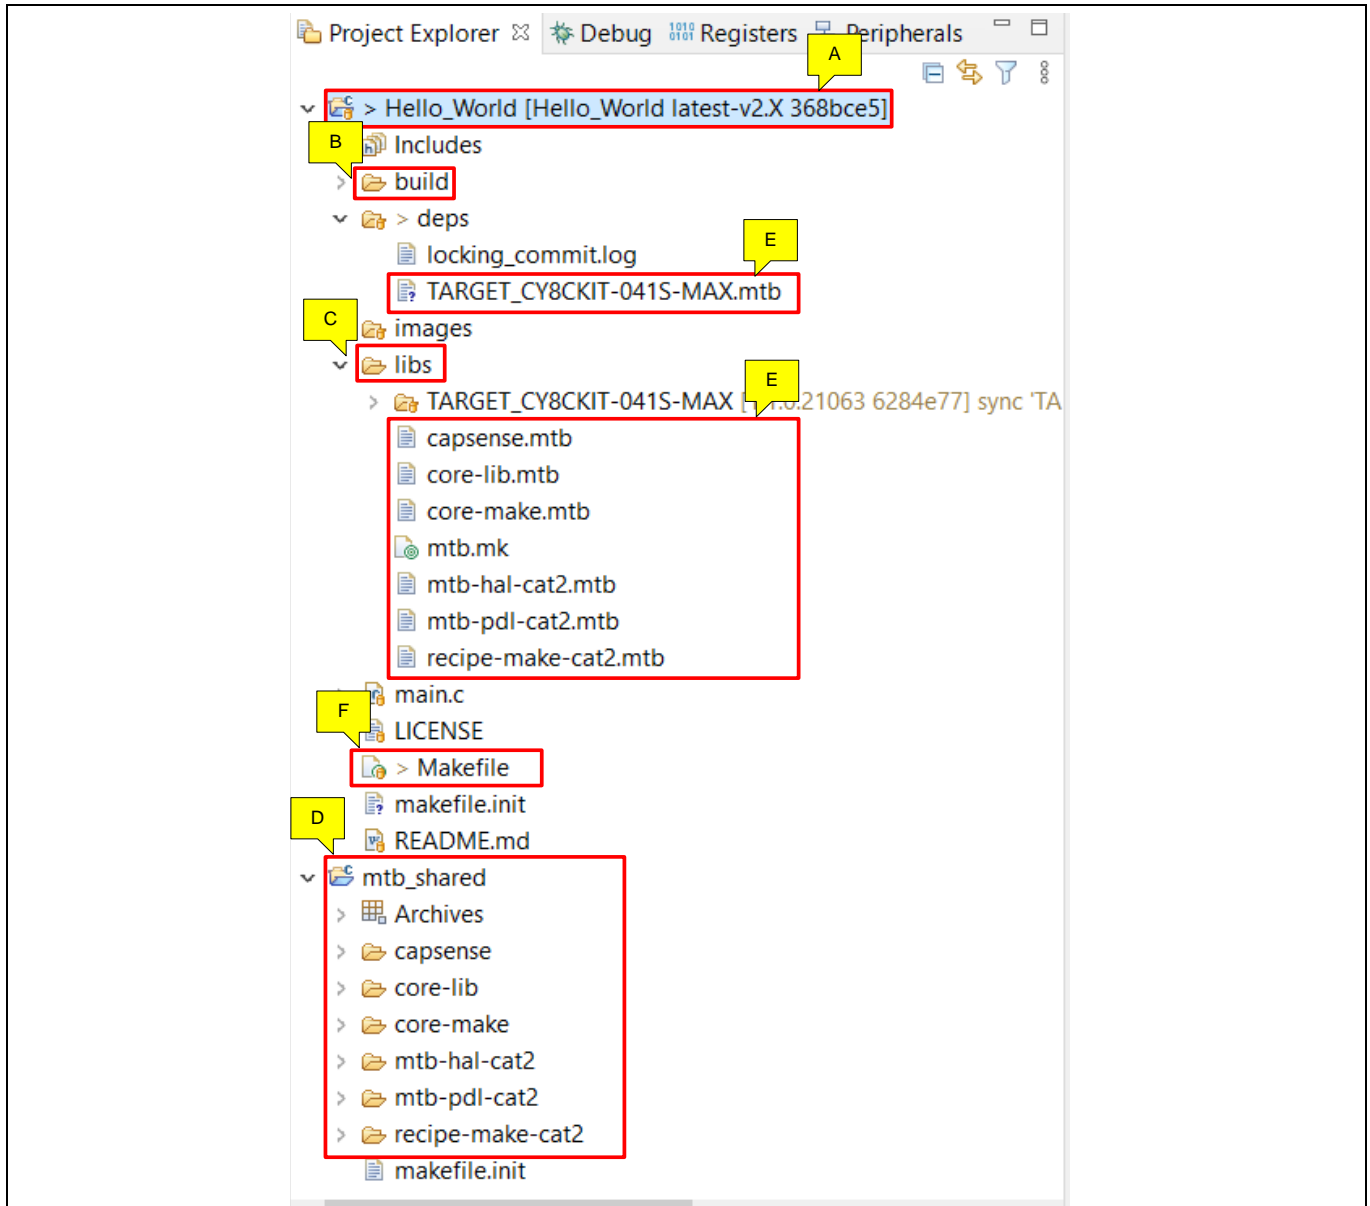 Project Explorer Debug Registers Peripherals
A
> Hello_World [Hello_World latest-v2.X 368bce5]
B
Includes
build
> deps
locking_commit.log
E
TARGET_CY8CKIT-041S-MAX.mtb
C
images
libs
E
TARGET_CY8CKIT-041S-MAX 21063 6284e77] sync 'TA
capsense.mtb
core-lib.mtb
core-make.mtb
mtb.mk
mtb-hal-cat2.mtb
mtb-pdl-cat2.mtb
recipe-make-cat2.mtb
main.c
F
LICENSE
> Makefile
makefile.init
D
README.md
mtb_shared
Archives
capsense
core-lib
core-make
mtb-hal-cat2
mtb-pdl-cat2
recipe-make-cat2
makefile.init